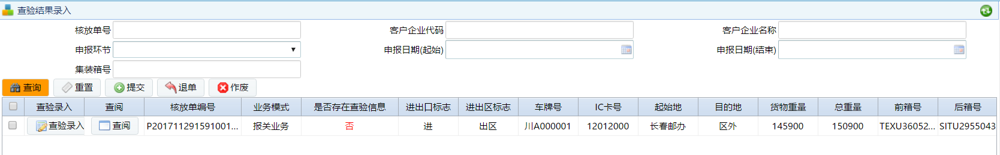 查验结果录入
核放单号 客户企业代码 客户企业名称
申报环节 申报日期(起始) 申报日期(结束)
集装箱号
查询 重置 提交 退单 作废
查验录入 查阅 核放单编号 业务模式 是否存在查验信息 进出口标志 进出区标志 车牌号 IC卡号 起始地 目的地 货物重量 总重量 前箱号 后箱号
查验录入 查阅 P201711291591001... 报关业务 否 进 出区 川A000001 12012000 长春邮办 区外 145900 150900 TEXU36052... SITU2955043